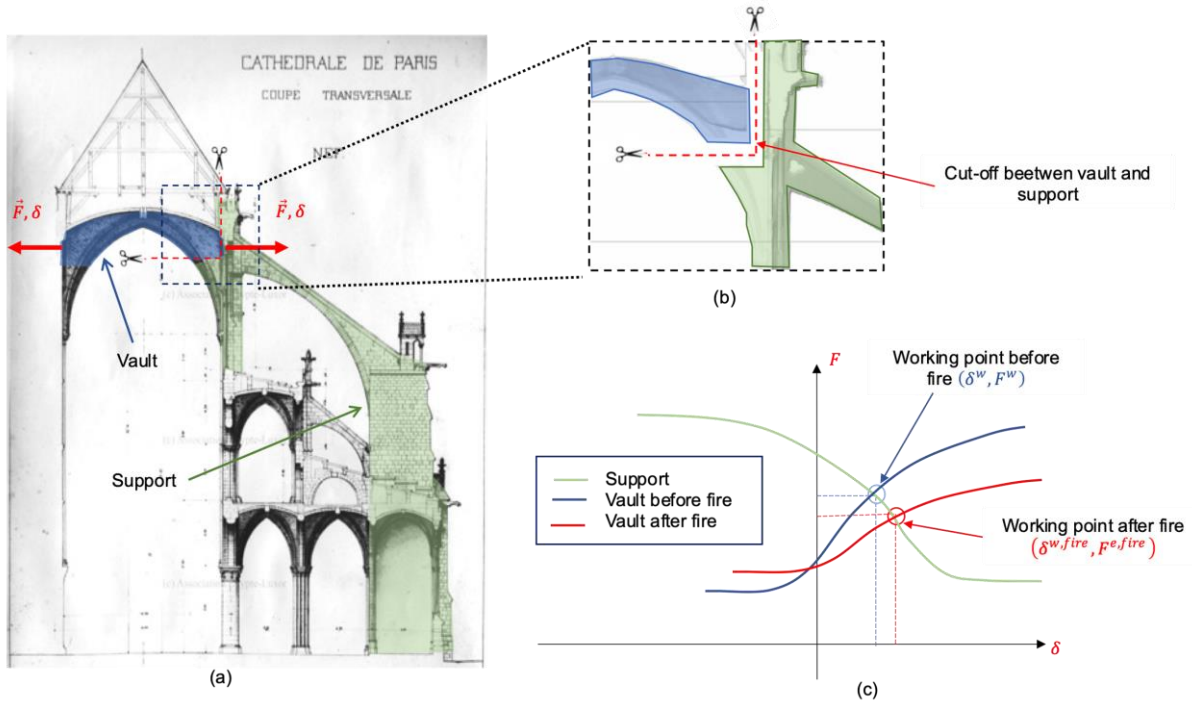 CATHEDRALE DE PARIS
COUPE TRANSVERSALE
NEF
F⃗, δ
F⃗, δ
Vault
Support
(a)
Cut-off beetwen vault and
support
(b)
F
Working point before
fire (δ^w, F^w)
Support
Vault before fire
Vault after fire
Working point after fire
(δ^{w,fire}, F^{e,fire})
δ
(c)